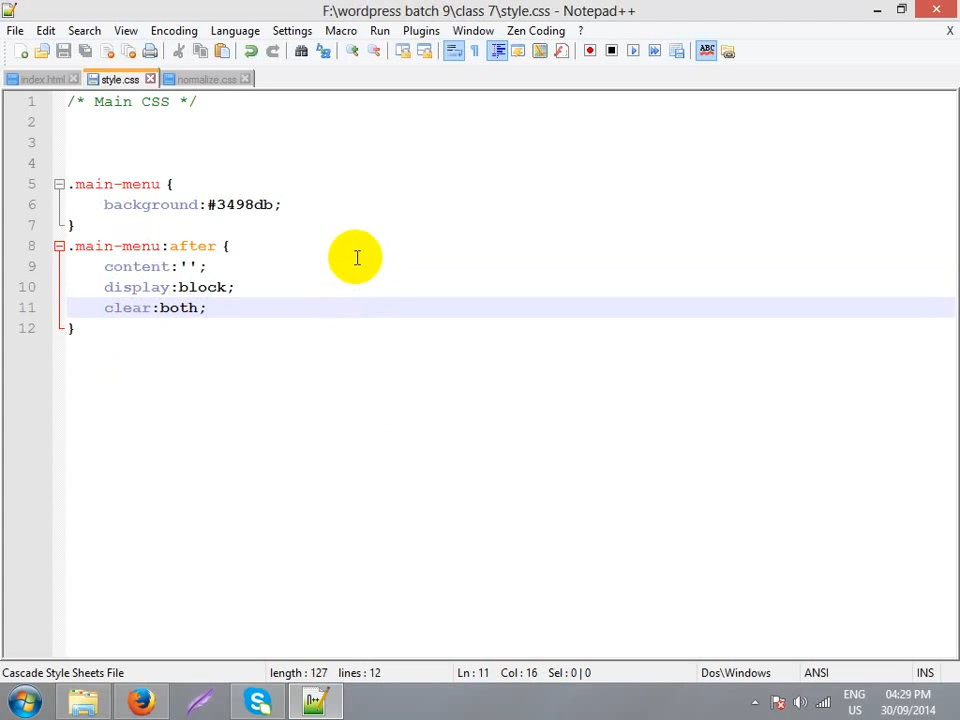 F:\wordpress batch 9\class 7\style.css - Notepad++
File Edit Search View Encoding Language Settings Macro Run Plugins Window Zen Coding ? X
ABC
index.html style.css normalize.css
1 /* Main CSS */
2
3
4
5 .main-menu {
6 background:#3498db;
7 }
8 .main-menu:after {
9 content:'';
10 display:block;
11 clear:both;
12 }
Cascade Style Sheets File length : 127 lines : 12 Ln : 11 Col : 16 Sel : 0 | 0 Dos\Windows ANSI INS
ENG 04:29 PM
US 30/09/2014